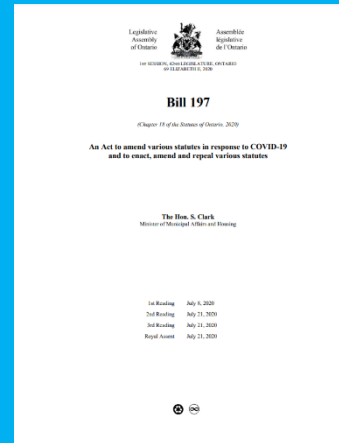 Legislative
Assembly
of Ontario
Assemblée
législative
de l'Ontario
1ST SESSION, 42ND LEGISLATURE, ONTARIO
69 ELIZABETH II, 2020
Bill 197
(Chapter 18 of the Statutes of Ontario, 2020)
An Act to amend various statutes in response to COVID-19
and to enact, amend and repeal various statutes
The Hon. S. Clark
Minister of Municipal Affairs and Housing
1st Reading July 8, 2020
2nd Reading July 21, 2020
3rd Reading July 21, 2020
Royal Assent July 21, 2020